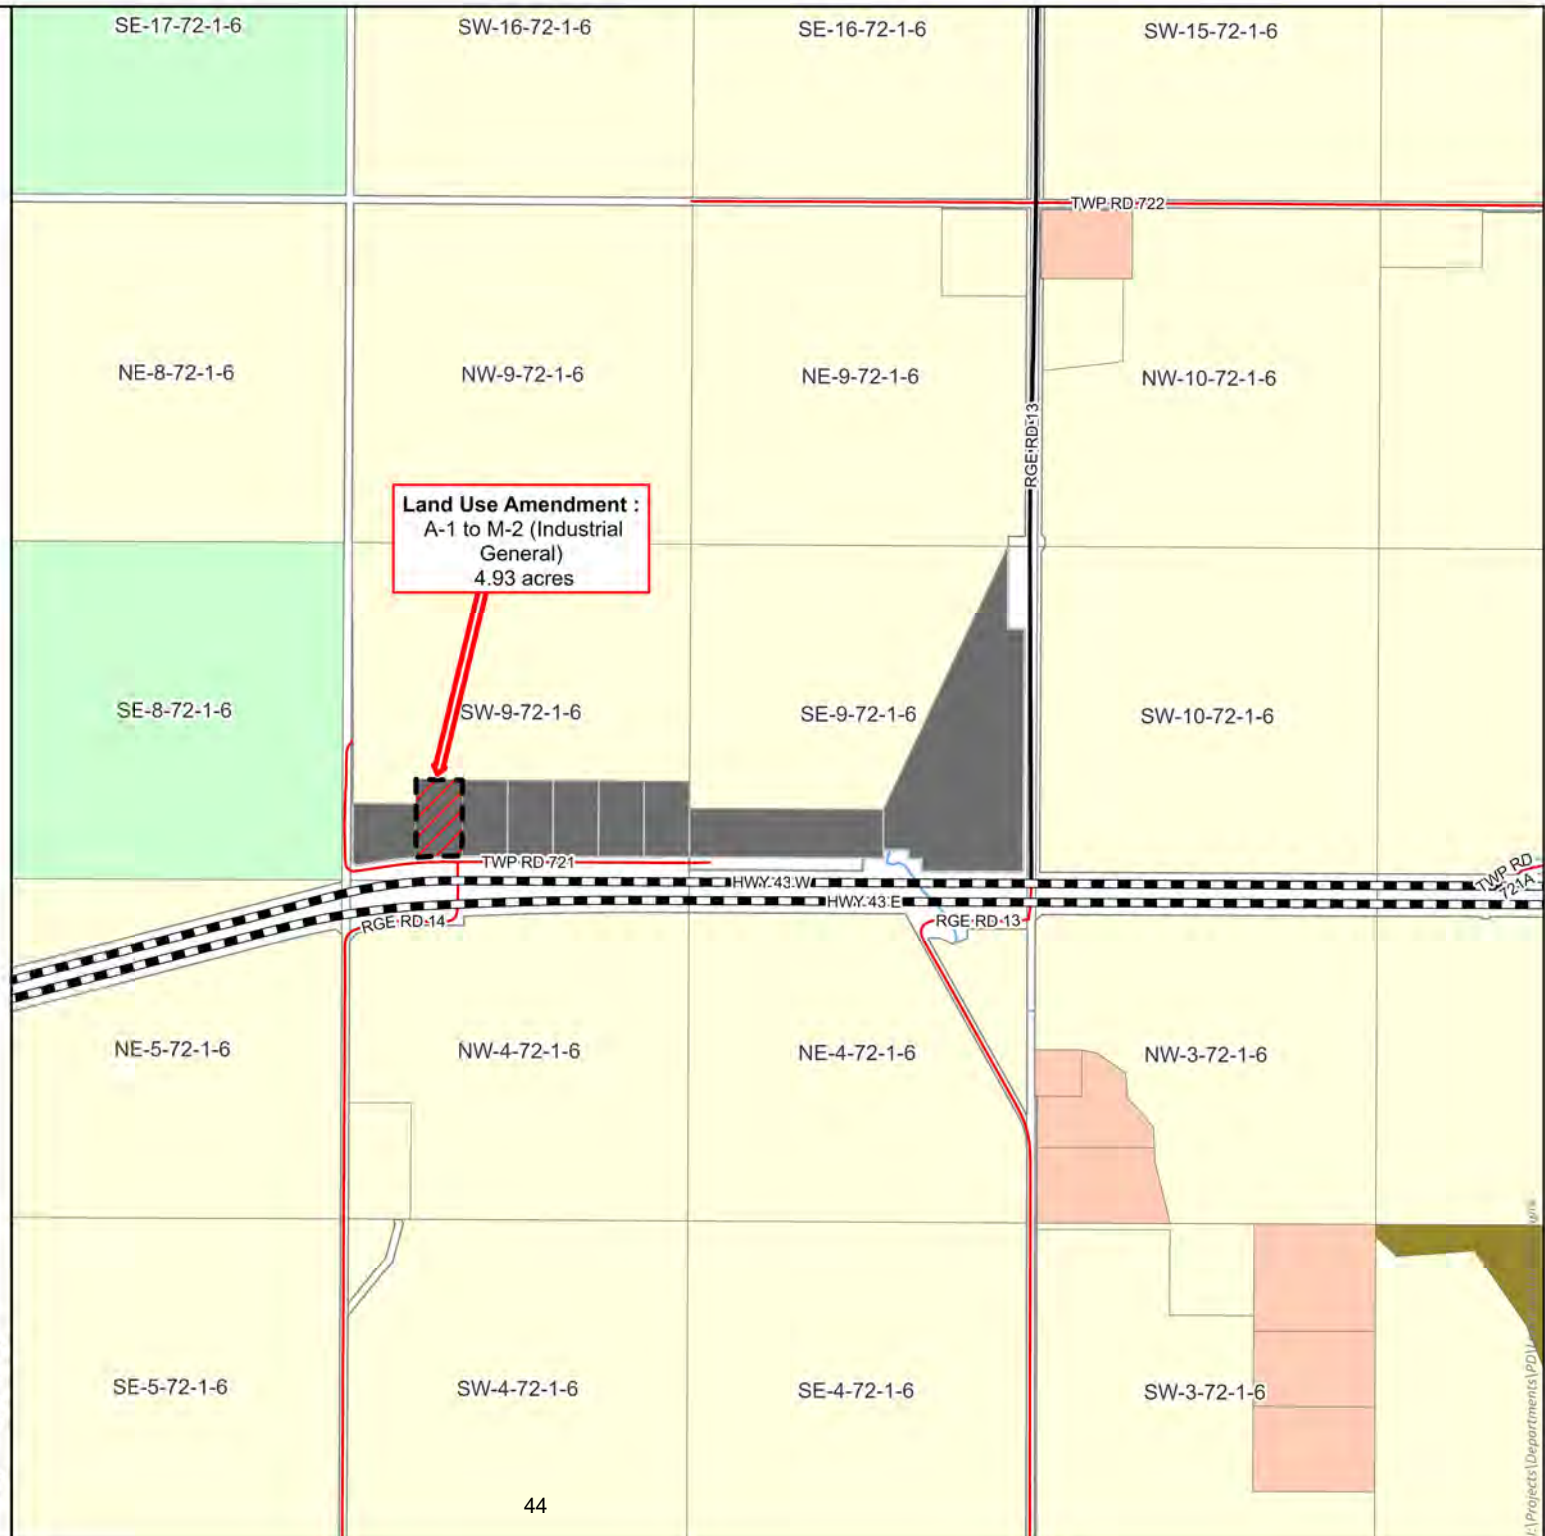 SE-17-72-1-6
SW-16-72-1-6
SE-16-72-1-6
SW-15-72-1-6
TWP RD 722
NE-8-72-1-6
NW-9-72-1-6
NE-9-72-1-6
NW-10-72-1-6
RGE RD 13
Land Use Amendment :
A-1 to M-2 (Industrial
General)
4.93 acres
SE-8-72-1-6
SW-9-72-1-6
SE-9-72-1-6
SW-10-72-1-6
TWP RD 721
HWY 43 W
TWP RD
721A
HWY 43 E
RGE RD 14
RGE RD 13
NE-5-72-1-6
NW-4-72-1-6
NE-4-72-1-6
NW-3-72-1-6
SE-5-72-1-6
SW-4-72-1-6
SE-4-72-1-6
SW-3-72-1-6
44
I:\Projects\Departments\PD\